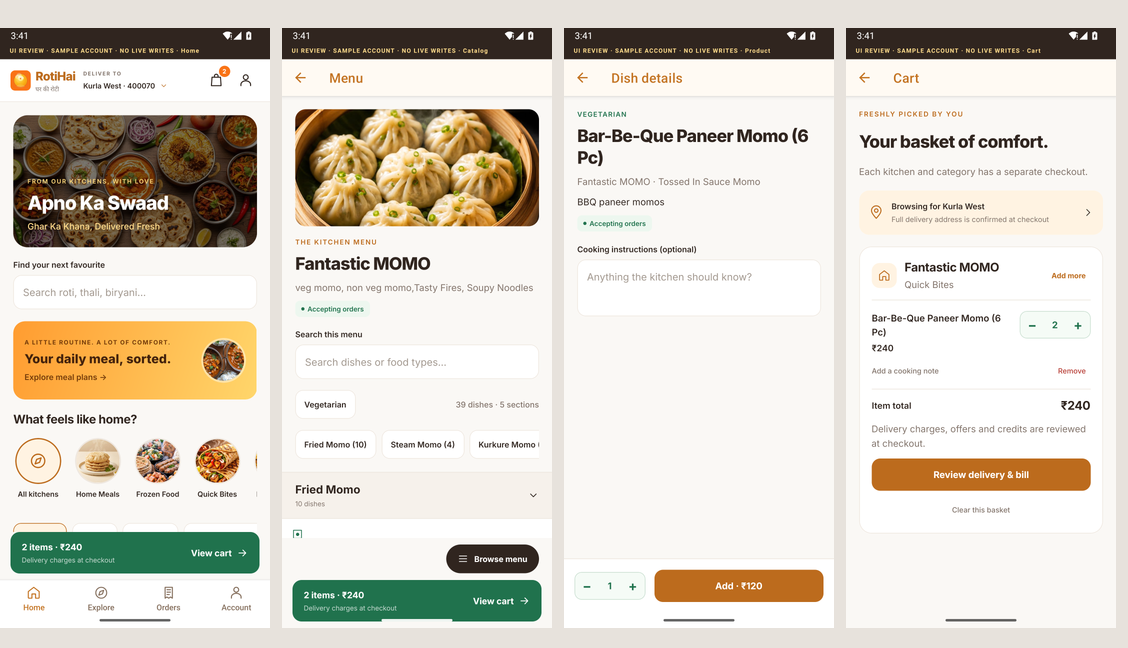 3:41
UI REVIEW · SAMPLE ACCOUNT · NO LIVE WRITES · Home
RotiHai
घर की रोटी
DELIVER TO
Kurla West · 400070
2
FROM OUR KITCHENS, WITH LOVE
Apno Ka Swaad
Ghar Ka Khana, Delivered Fresh
Find your next favourite
Search roti, thali, biryani...
A LITTLE ROUTINE. A LOT OF COMFORT.
Your daily meal, sorted.
Explore meal plans →
What feels like home?
All kitchens
Home Meals
Frozen Food
Quick Bites
2 items · ₹240
Delivery charges at checkout
View cart →
Home
Explore
Orders
Account
3:41
UI REVIEW · SAMPLE ACCOUNT · NO LIVE WRITES · Catalog
Menu
THE KITCHEN MENU
Fantastic MOMO
veg momo, non veg momo,Tasty Fires, Soupy Noodles
• Accepting orders
Search this menu
Search dishes or food types...
Vegetarian
39 dishes · 5 sections
Fried Momo (10)
Steam Momo (4)
Kurkure Momo (
Fried Momo
10 dishes
Browse menu
2 items · ₹240
Delivery charges at checkout
View cart →
3:41
UI REVIEW · SAMPLE ACCOUNT · NO LIVE WRITES · Product
Dish details
VEGETARIAN
Bar-Be-Que Paneer Momo (6
Pc)
Fantastic MOMO · Tossed In Sauce Momo
BBQ paneer momos
• Accepting orders
Cooking instructions (optional)
Anything the kitchen should know?
− 1 +
Add · ₹120
3:41
UI REVIEW · SAMPLE ACCOUNT · NO LIVE WRITES · Cart
Cart
FRESHLY PICKED BY YOU
Your basket of comfort.
Each kitchen and category has a separate checkout.
Browsing for Kurla West
Full delivery address is confirmed at checkout
Fantastic MOMO
Quick Bites
Add more
Bar-Be-Que Paneer Momo (6
Pc)
₹240
− 2 +
Add a cooking note
Remove
Item total
₹240
Delivery charges, offers and credits are reviewed
at checkout.
Review delivery & bill
Clear this basket